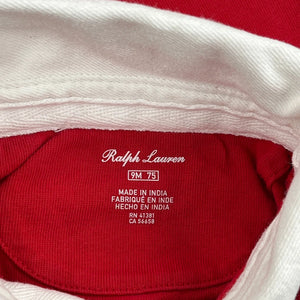 Ralph Lauren
9M 75
MADE IN INDIA
FABRIQUÉ EN INDE
HECHO EN INDIA
RN 41381
CA 56658